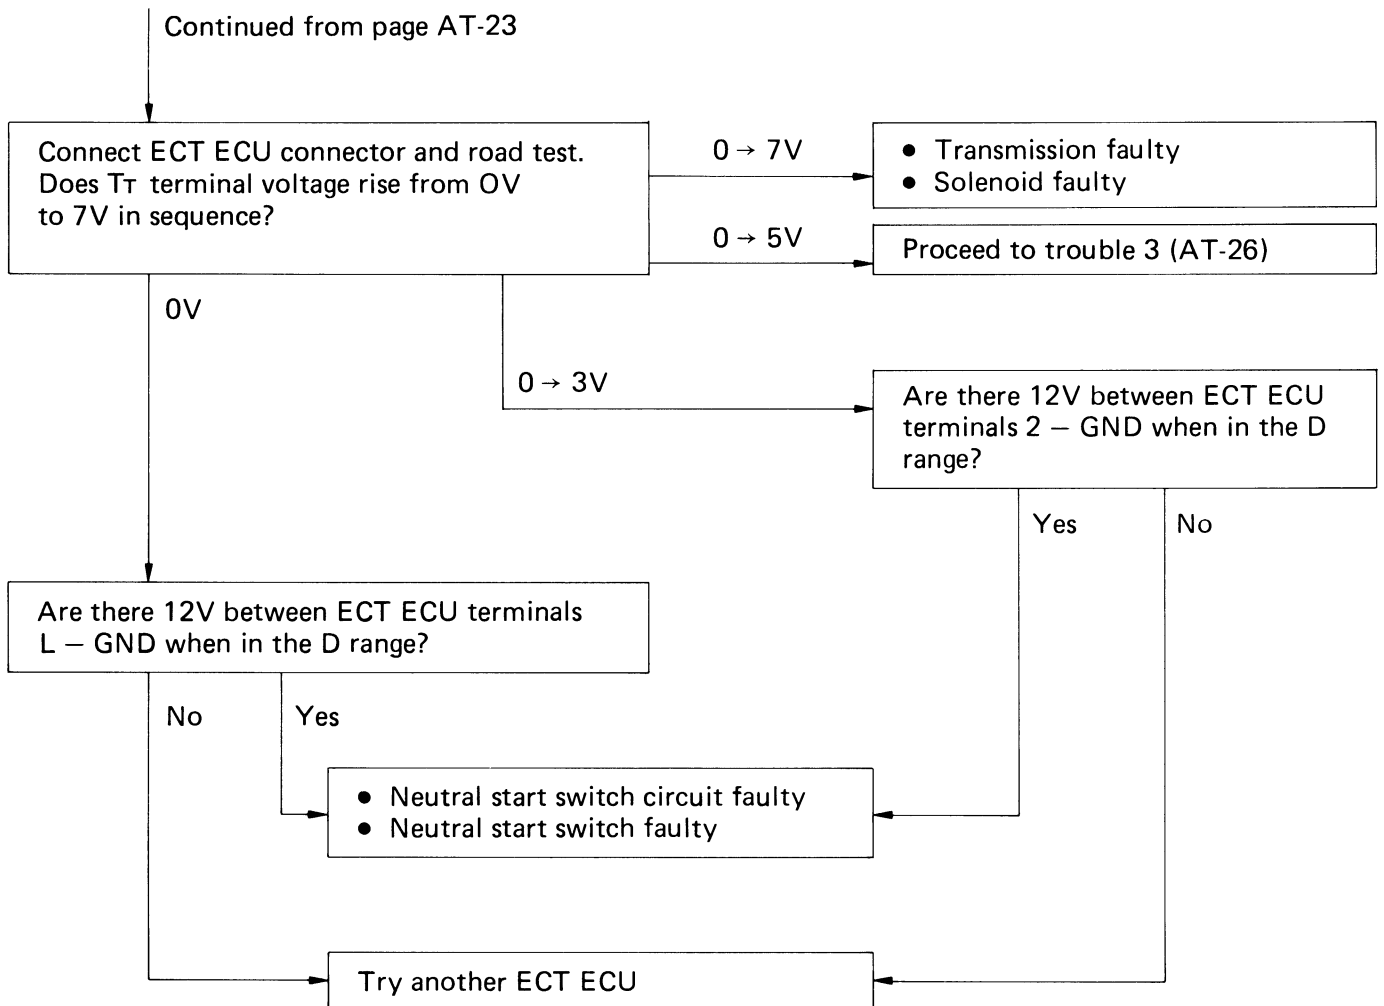 Continued from page AT-23
Connect ECT ECU connector and road test.
Does TT terminal voltage rise from 0V
to 7V in sequence?
0 → 7V
● Transmission faulty
● Solenoid faulty
0 → 5V
Proceed to trouble 3 (AT-26)
0V
0 → 3V
Are there 12V between ECT ECU
terminals 2 – GND when in the D
range?
Yes
No
Are there 12V between ECT ECU terminals
L – GND when in the D range?
No
Yes
● Neutral start switch circuit faulty
● Neutral start switch faulty
Try another ECT ECU